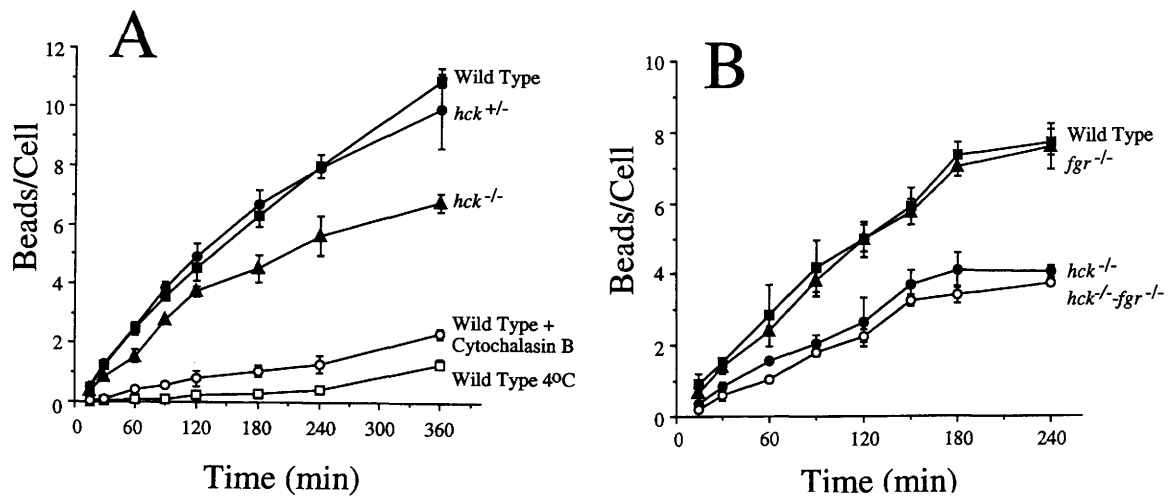 A
12
10
8
6
4
2
0
Beads/Cell
Wild Type
hck +/-
hck -/-
Wild Type +
Cytochalasin B
Wild Type 4ºC
0 60 120 180 240 300 360
Time (min)
B
10
8
6
4
2
0
Beads/Cell
Wild Type
fgr -/-
hck -/-
hck -/- -fgr -/-
0 60 120 180 240
Time (min)